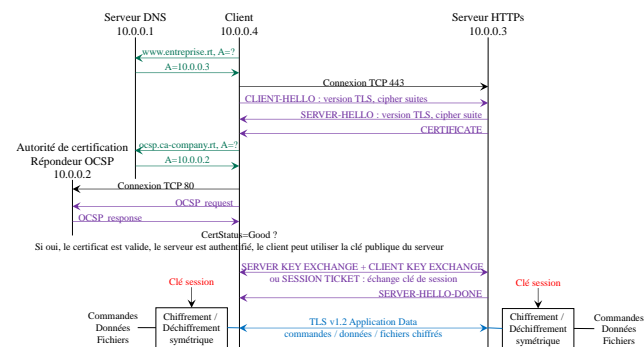 Serveur DNS
10.0.0.1
Client
10.0.0.4
Serveur HTTPs
10.0.0.3
www.entreprise.rt, A=?
A=10.0.0.3
Connexion TCP 443
CLIENT-HELLO : version TLS, cipher suites
SERVER-HELLO : version TLS, cipher suite
CERTIFICATE
Autorité de certification
Répondeur OCSP
10.0.0.2
ocsp.ca-company.rt, A=?
A=10.0.0.2
Connexion TCP 80
OCSP request
OCSP response
CertStatus=Good ?
Si oui, le certificat est valide, le serveur est authentifié, le client peut utiliser la clé publique du serveur
SERVER KEY EXCHANGE + CLIENT KEY EXCHANGE
ou SESSION TICKET : échange clé de session
SERVER-HELLO-DONE
Clé session
Clé session
Commandes
Données
Fichiers
Chiffrement /
Déchiffrement
symétrique
TLS v1.2 Application Data
commandes / données / fichiers chiffrés
Chiffrement /
Déchiffrement
symétrique
Commandes
Données
Fichiers